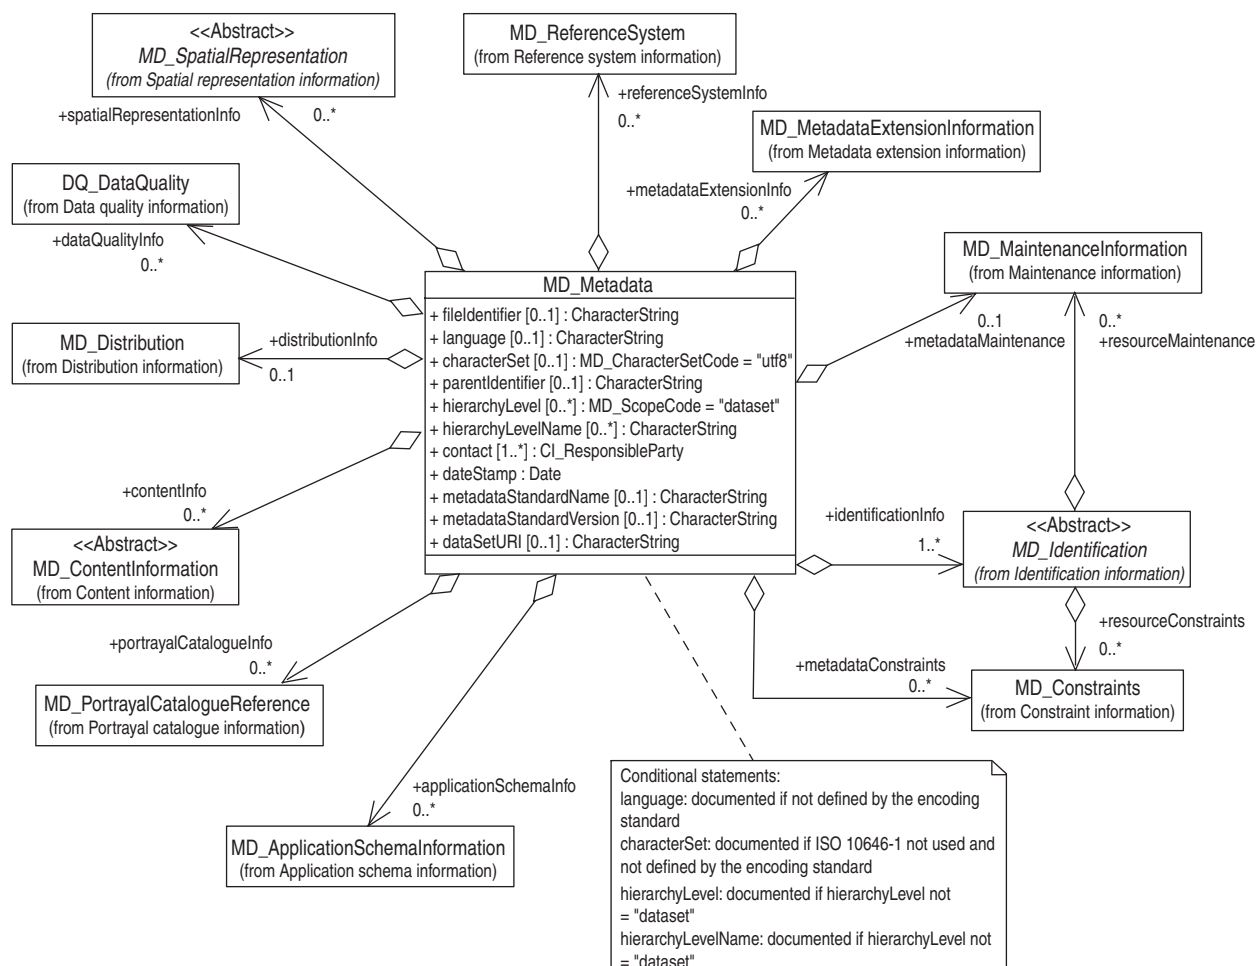 <<Abstract>>
MD_SpatialRepresentation
(from Spatial representation information)
+spatialRepresentationInfo
0..*
MD_ReferenceSystem
(from Reference system information)
+referenceSystemInfo
0..*
MD_MetadataExtensionInformation
(from Metadata extension information)
+metadataExtensionInfo
0..*
DQ_DataQuality
(from Data quality information)
+dataQualityInfo
0..*
MD_MaintenanceInformation
(from Maintenance information)
0..1
+metadataMaintenance
0..*
+resourceMaintenance
MD_Distribution
(from Distribution information)
+distributionInfo
0..1
MD_Metadata
+ fileIdentifier [0..1] : CharacterString
+ language [0..1] : CharacterString
+ characterSet [0..1] : MD_CharacterSetCode = "utf8"
+ parentIdentifier [0..1] : CharacterString
+ hierarchyLevel [0..*] : MD_ScopeCode = "dataset"
+ hierarchyLevelName [0..*] : CharacterString
+ contact [1..*] : CI_ResponsibleParty
+ dateStamp : Date
+ metadataStandardName [0..1] : CharacterString
+ metadataStandardVersion [0..1] : CharacterString
+ dataSetURI [0..1] : CharacterString
+contentInfo
0..*
<<Abstract>>
MD_ContentInformation
(from Content information)
+identificationInfo
1..*
<<Abstract>>
MD_Identification
(from Identification information)
+resourceConstraints
0..*
+metadataConstraints
0..*
MD_Constraints
(from Constraint information)
+portrayalCatalogueInfo
0..*
MD_PortrayalCatalogueReference
(from Portrayal catalogue information)
+applicationSchemaInfo
0..*
MD_ApplicationSchemaInformation
(from Application schema information)
Conditional statements:
language: documented if not defined by the encoding
standard
characterSet: documented if ISO 10646-1 not used and
not defined by the encoding standard
hierarchyLevel: documented if hierarchyLevel not
= "dataset"
hierarchyLevelName: documented if hierarchyLevel not
= "dataset"